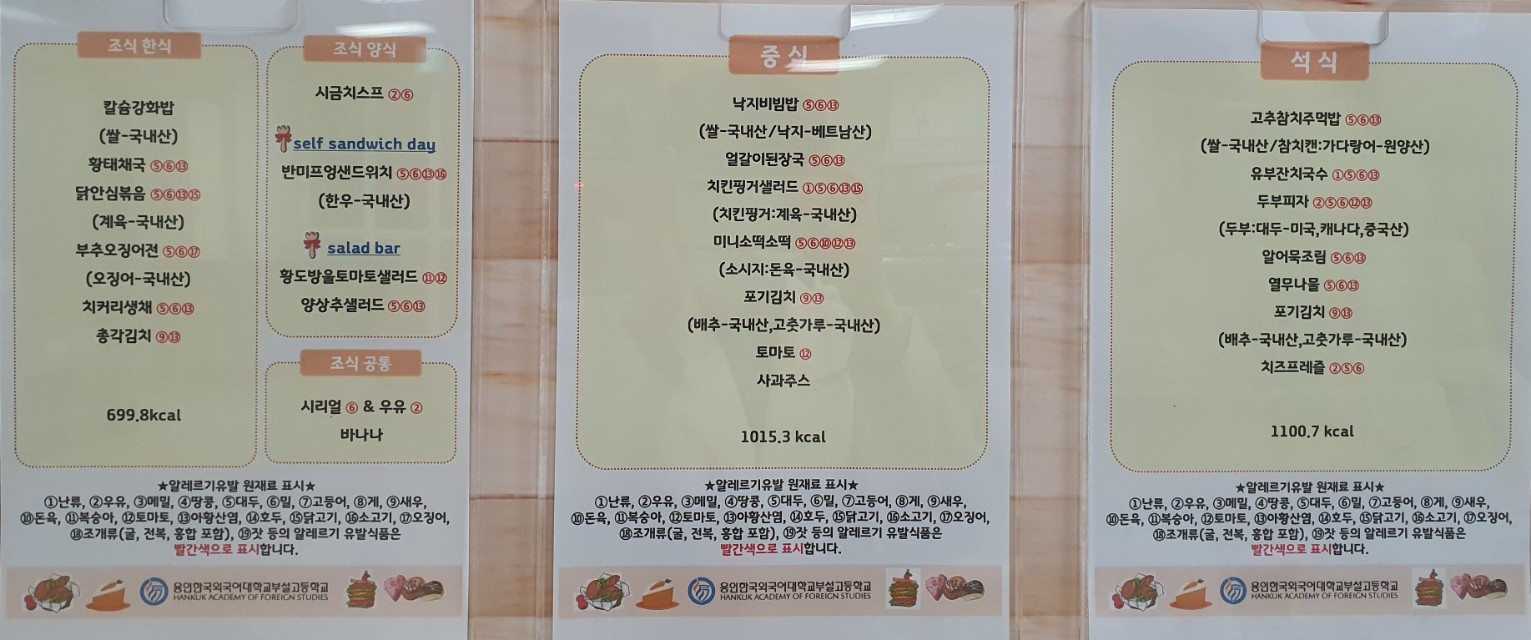 조식 한식
칼슘강화밥
(쌀-국내산)
황태채국 ⑤⑥⑬
닭안심볶음 ⑤⑥⑬⑮
(계육-국내산)
부추오징어전 ⑤⑥⑰
(오징어-국내산)
치커리생채 ⑤⑥⑬
총각김치 ⑨⑬
699.8kcal
조식 양식
시금치스프 ②⑥
self sandwich day
반미프엉샌드위치 ⑤⑥⑬⑯
(한우-국내산)
salad bar
황도방울토마토샐러드 ⑪⑫
양상추샐러드 ⑤⑥⑬
조식 공통
시리얼 ⑥ & 우유 ②
바나나
★알레르기유발 원재료 표시★
①난류, ②우유, ③메밀, ④땅콩, ⑤대두, ⑥밀, ⑦고등어, ⑧게, ⑨새우,
⑩돈육, ⑪복숭아, ⑫토마토, ⑬아황산염, ⑭호두, ⑮닭고기, ⑯소고기, ⑰오징어,
⑱조개류(굴, 전복, 홍합 포함), ⑲잣 등의 알레르기 유발식품은
빨간색으로 표시합니다.
용인한국외국어대학교부설고등학교
HANKUK ACADEMY OF FOREIGN STUDIES
중식
낙지비빔밥 ⑤⑥⑬
(쌀-국내산/낙지-베트남산)
얼갈이된장국 ⑤⑥⑬
치킨핑거샐러드 ①⑤⑥⑬⑮
(치킨핑거:계육-국내산)
미니소떡소떡 ⑤⑥⑩⑫⑬
(소시지:돈육-국내산)
포기김치 ⑨⑬
(배추-국내산,고춧가루-국내산)
토마토 ⑫
사과주스
1015.3 kcal
★알레르기유발 원재료 표시★
①난류, ②우유, ③메밀, ④땅콩, ⑤대두, ⑥밀, ⑦고등어, ⑧게, ⑨새우,
⑩돈육, ⑪복숭아, ⑫토마토, ⑬아황산염, ⑭호두, ⑮닭고기, ⑯소고기, ⑰오징어,
⑱조개류(굴, 전복, 홍합 포함), ⑲잣 등의 알레르기 유발식품은
빨간색으로 표시합니다.
용인한국외국어대학교부설고등학교
HANKUK ACADEMY OF FOREIGN STUDIES
석식
고추참치주먹밥 ⑤⑥⑬
(쌀-국내산/참치캔:가다랑어-원양산)
유부잔치국수 ①⑤⑥⑬
두부피자 ②⑤⑥⑫⑬
(두부:대두-미국,캐나다,중국산)
알어묵조림 ⑤⑥⑬
열무나물 ⑤⑥⑬
포기김치 ⑨⑬
(배추-국내산,고춧가루-국내산)
치즈프레즐 ②⑤⑥
1100.7 kcal
★알레르기유발 원재료 표시★
①난류, ②우유, ③메밀, ④땅콩, ⑤대두, ⑥밀, ⑦고등어, ⑧게, ⑨새우,
⑩돈육, ⑪복숭아, ⑫토마토, ⑬아황산염, ⑭호두, ⑮닭고기, ⑯소고기, ⑰오징어,
⑱조개류(굴, 전복, 홍합 포함), ⑲잣 등의 알레르기 유발식품은
빨간색으로 표시합니다.
용인한국외국어대학교부설고등학교
HANKUK ACADEMY OF FOREIGN STUDIES